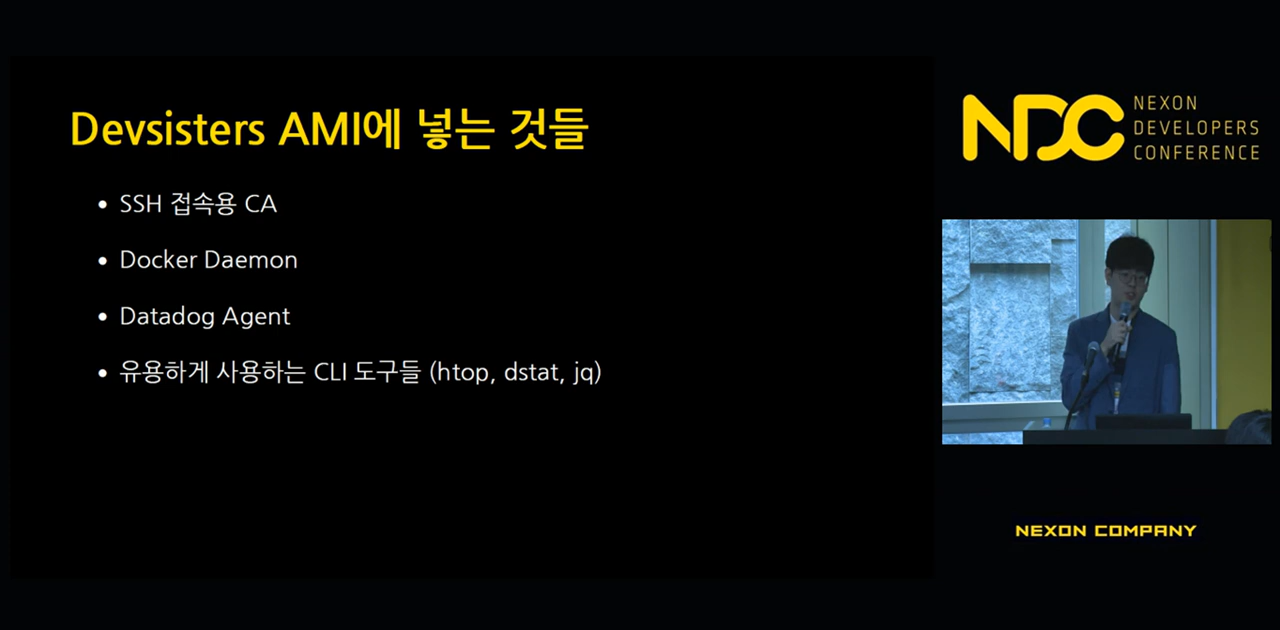 Devsisters AMI에 넣는 것들
• SSH 접속용 CA
• Docker Daemon
• Datadog Agent
• 유용하게 사용하는 CLI 도구들 (htop, dstat, jq)
NDC
NEXON
DEVELOPERS
CONFERENCE
NEXON COMPANY